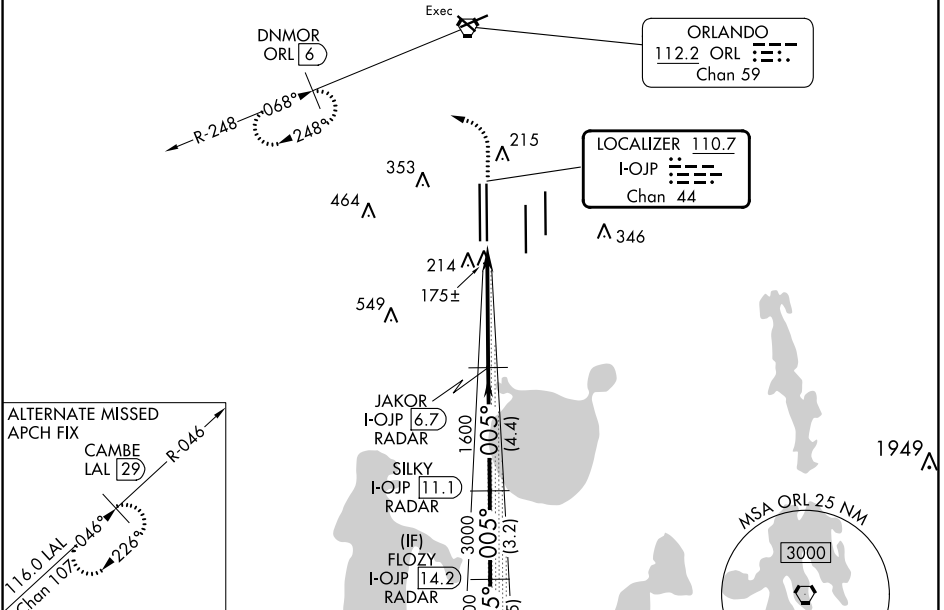 Exec
DNMOR
ORL 6
ORLANDO
112.2 ORL
Chan 59
R-248
068°
248°
215
LOCALIZER 110.7
I-OJP
Chan 44
353
464
346
214
175±
549
JAKOR
I-OJP 6.7
RADAR
1600
005°
(4.4)
ALTERNATE MISSED
APCH FIX
CAMBE
LAL 29
R-046
046°
226°
116.0 LAL
Chan 107
SILKY
I-OJP 11.1
RADAR
3000
005°
(3.2)
(IF)
FLOZY
I-OJP 14.2
RADAR
1949
MSA ORL 25 NM
3000